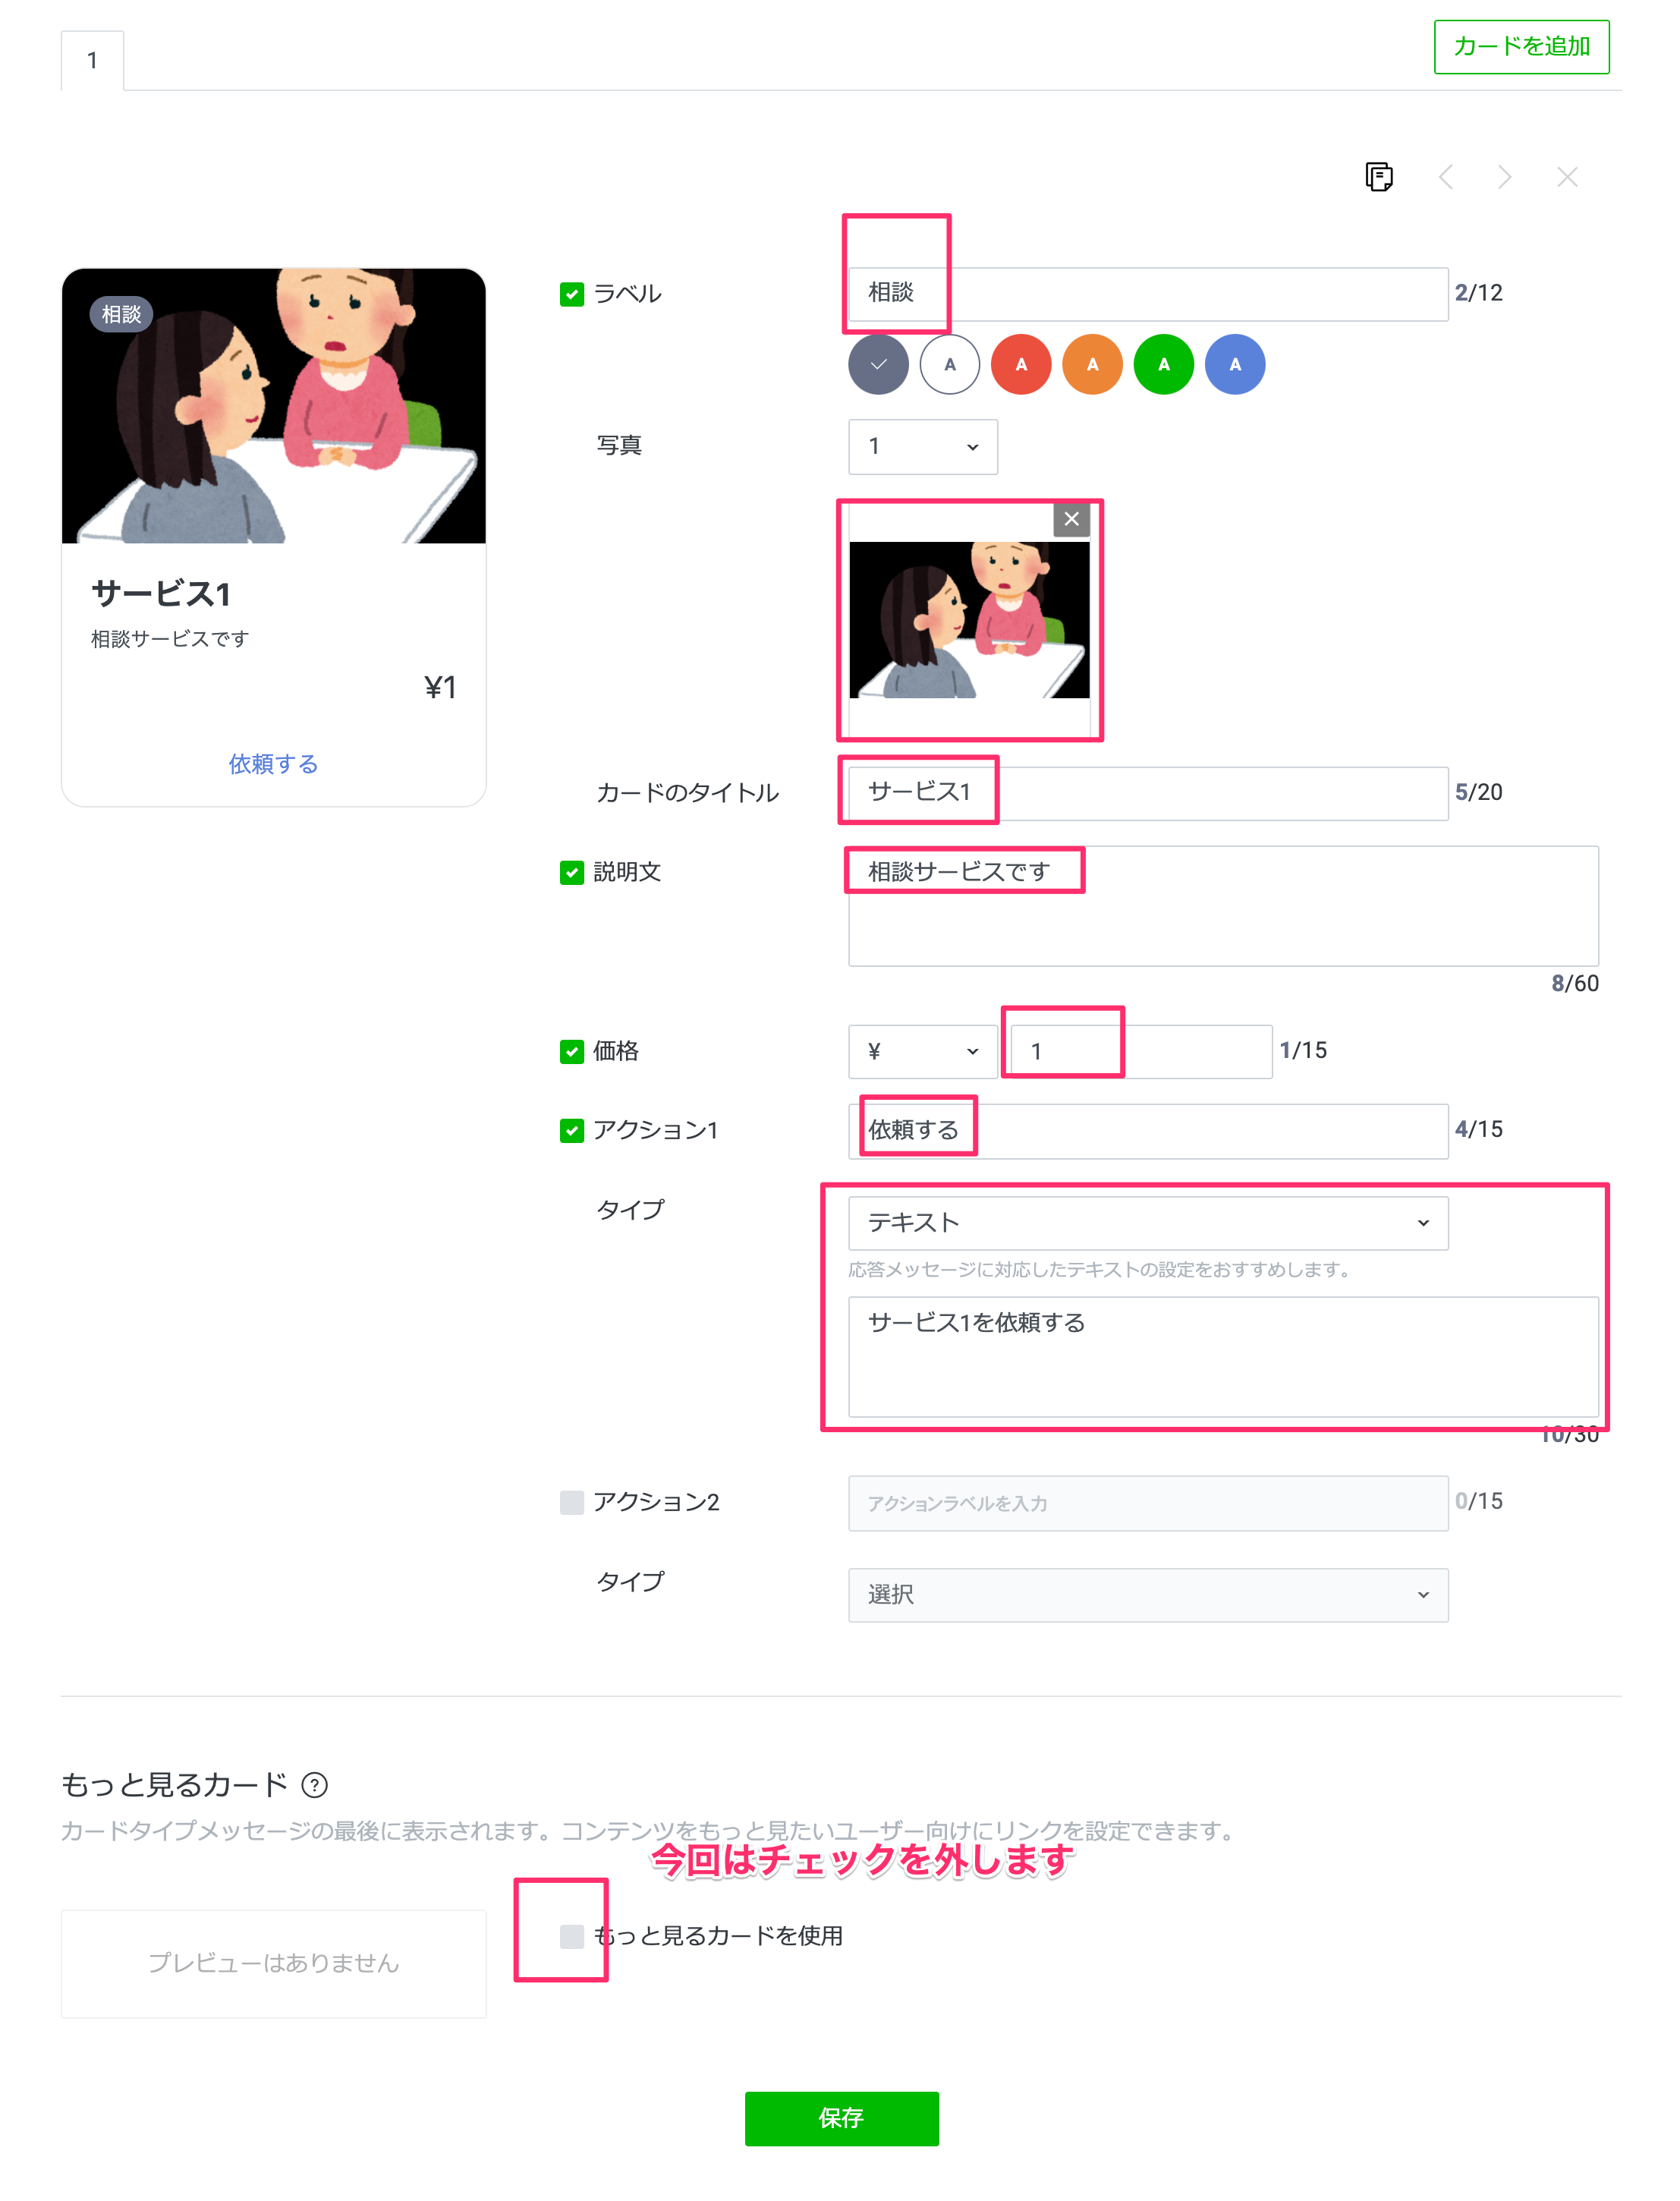 1
カードを追加
相談
ラベル
相談
2/12
A
A
A
A
A
写真
1
サービス1
相談サービスです
¥1
依頼する
カードのタイトル
サービス1
5/20
説明文
相談サービスです
8/60
価格
¥
1
1/15
アクション1
依頼する
4/15
タイプ
テキスト
応答メッセージに対応したテキストの設定をおすすめします。
サービス1を依頼する
10/30
アクション2
アクションラベルを入力
0/15
タイプ
選択
もっと見るカード ?
カードタイプメッセージの最後に表示されます。コンテンツをもっと見たいユーザー向けにリンクを設定できます。
今回はチェックを外します
もっと見るカードを使用
プレビューはありません
保存